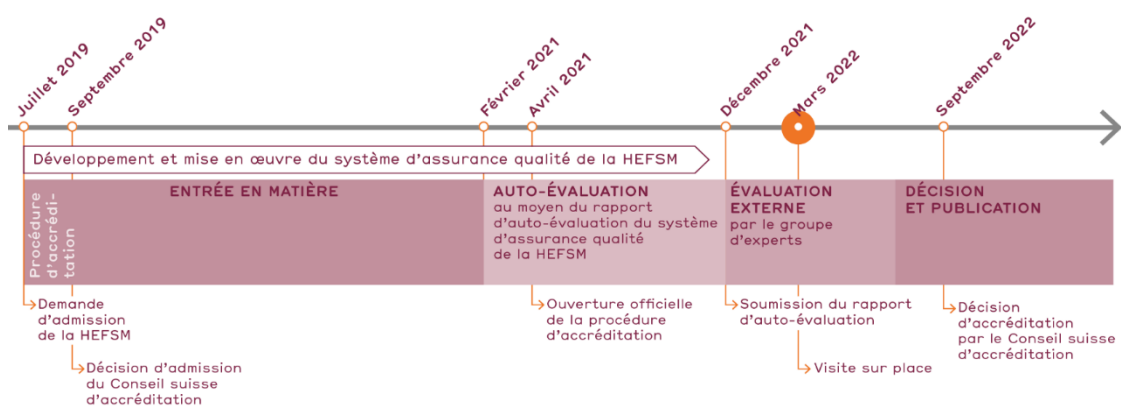 Juillet 2019
Septembre 2019
Février 2021
Avril 2021
Décembre 2021
Mars 2022
Septembre 2022
Développement et mise en œuvre du système d'assurance qualité de la HEFSM
Procédure
d'accrédi-
tation
ENTRÉE EN MATIÈRE
AUTO-ÉVALUATION
au moyen du rapport
d'auto-évaluation du système
d'assurance qualité
de la HEFSM
ÉVALUATION
EXTERNE
par le groupe
d'experts
DÉCISION
ET PUBLICATION
Demande
d'admission
de la HEFSM
Décision d'admission
du Conseil suisse
d'accréditation
Ouverture officielle
de la procédure
d'accréditation
Soumission du rapport
d'auto-évaluation
Visite sur place
Décision
d'accréditation
par le Conseil suisse
d'accréditation